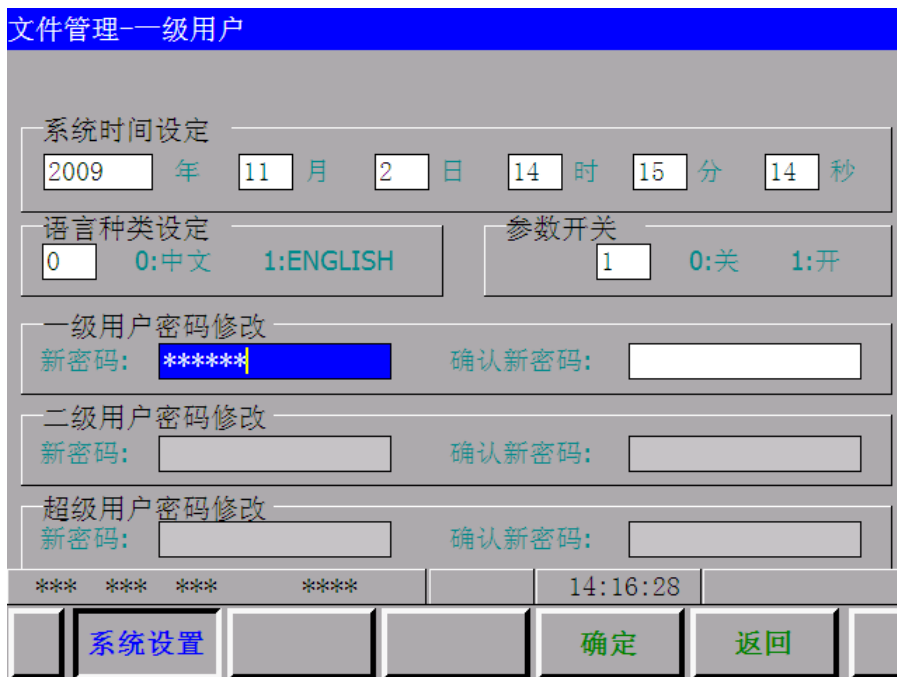 文件管理-一级用户
系统时间设定
2009 年 11 月 2 日 14 时 15 分 14 秒
语言种类设定 参数开关
0 0:中文 1:ENGLISH 1 0:关 1:开
一级用户密码修改
新密码: ****** 确认新密码:
二级用户密码修改
新密码: 确认新密码:
超级用户密码修改
新密码: 确认新密码:
*** *** *** **** 14:16:28
系统设置 确定 返回